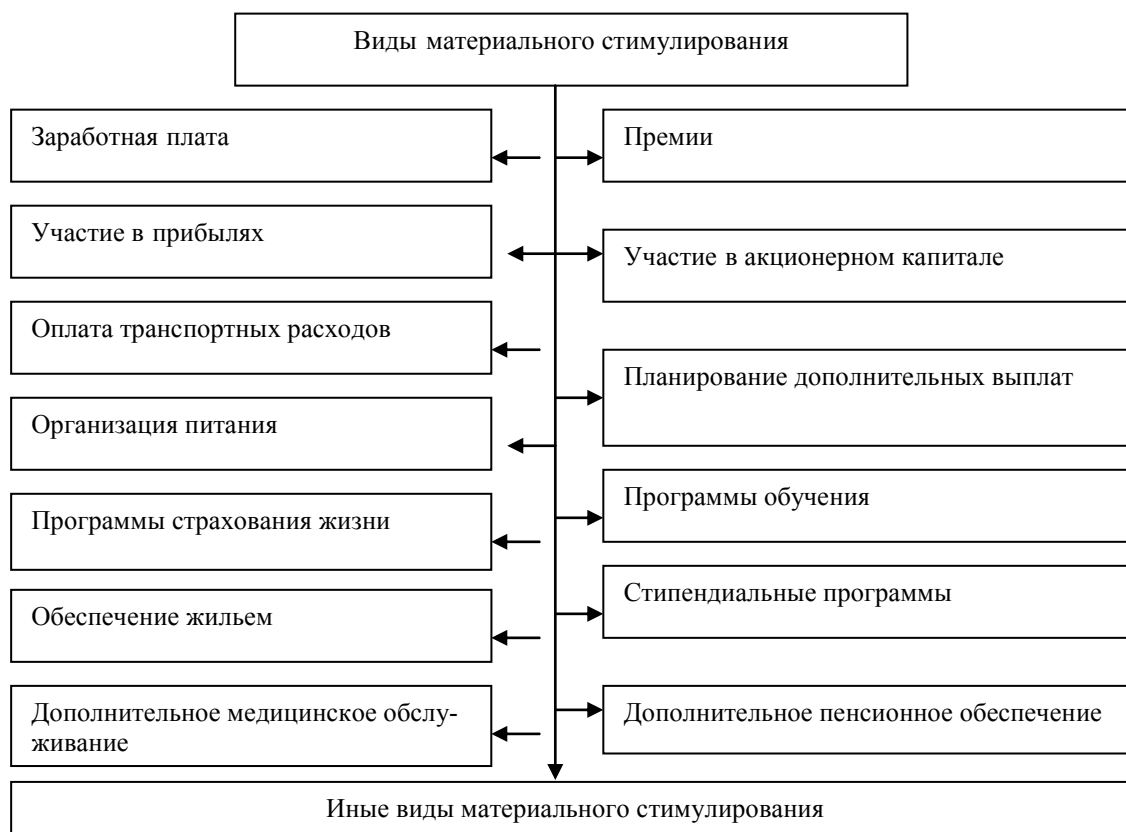 Виды материального стимулирования
Заработная плата
Премии
Участие в прибылях
Участие в акционерном капитале
Оплата транспортных расходов
Планирование дополнительных выплат
Организация питания
Программы обучения
Программы страхования жизни
Стипендиальные программы
Обеспечение жильем
Дополнительное медицинское обслу-
живание
Дополнительное пенсионное обеспечение
Иные виды материального стимулирования